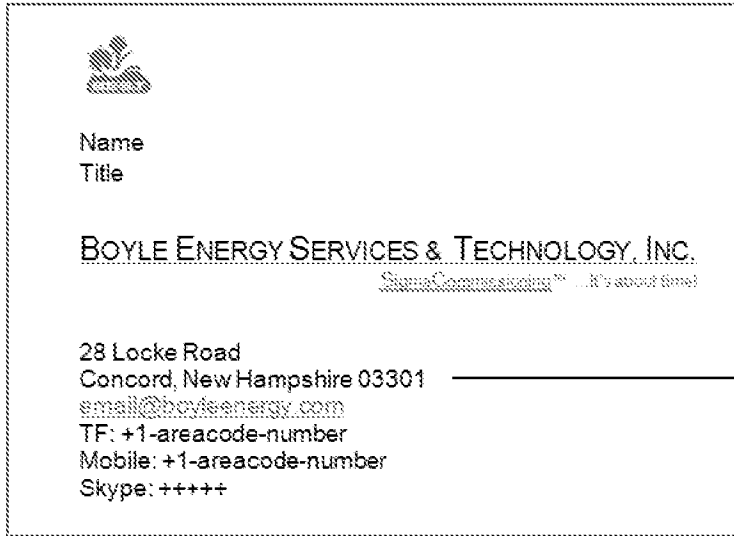 Name
Title
BOYLE ENERGY SERVICES & TECHNOLOGY, INC.
SigmaCommissioning™ ...It's about time!
28 Locke Road
Concord, New Hampshire 03301
email@boyleenergy.com
TF: +1-areacode-number
Mobile: +1-areacode-number
Skype: +++++